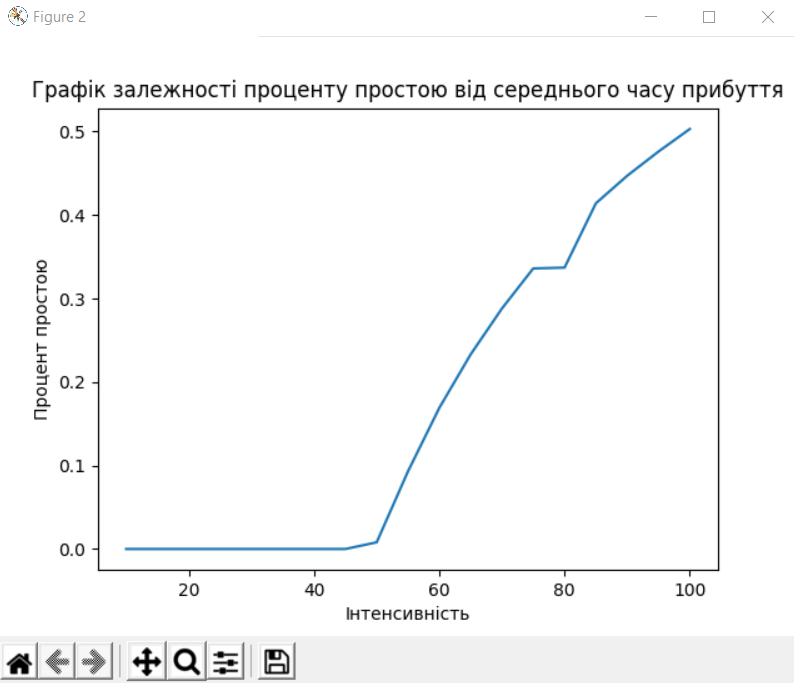 Figure 2
Графік залежності проценту простою від середнього часу прибуття
0.5
0.4
0.3
0.2
0.1
0.0
Процент простою
20 40 60 80 100
Інтенсивність